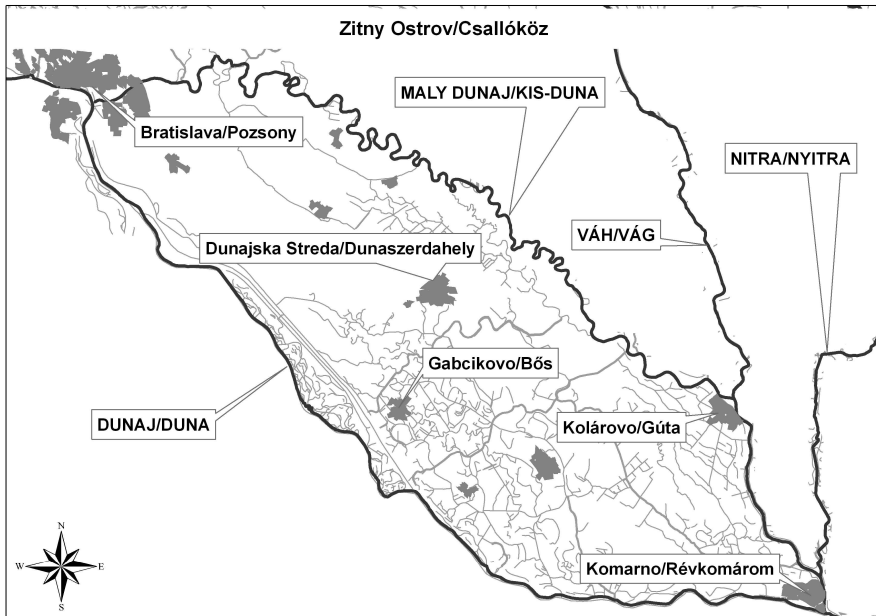 Zitny Ostrov/Csallóköz
MALY DUNAJ/KIS-DUNA
Bratislava/Pozsony
NITRA/NYITRA
VÁH/VÁG
Dunajska Streda/Dunaszerdahely
Gabcikovo/Bős
DUNAJ/DUNA
Kolárovo/Gúta
Komarno/Révkomárom
N
W E
S